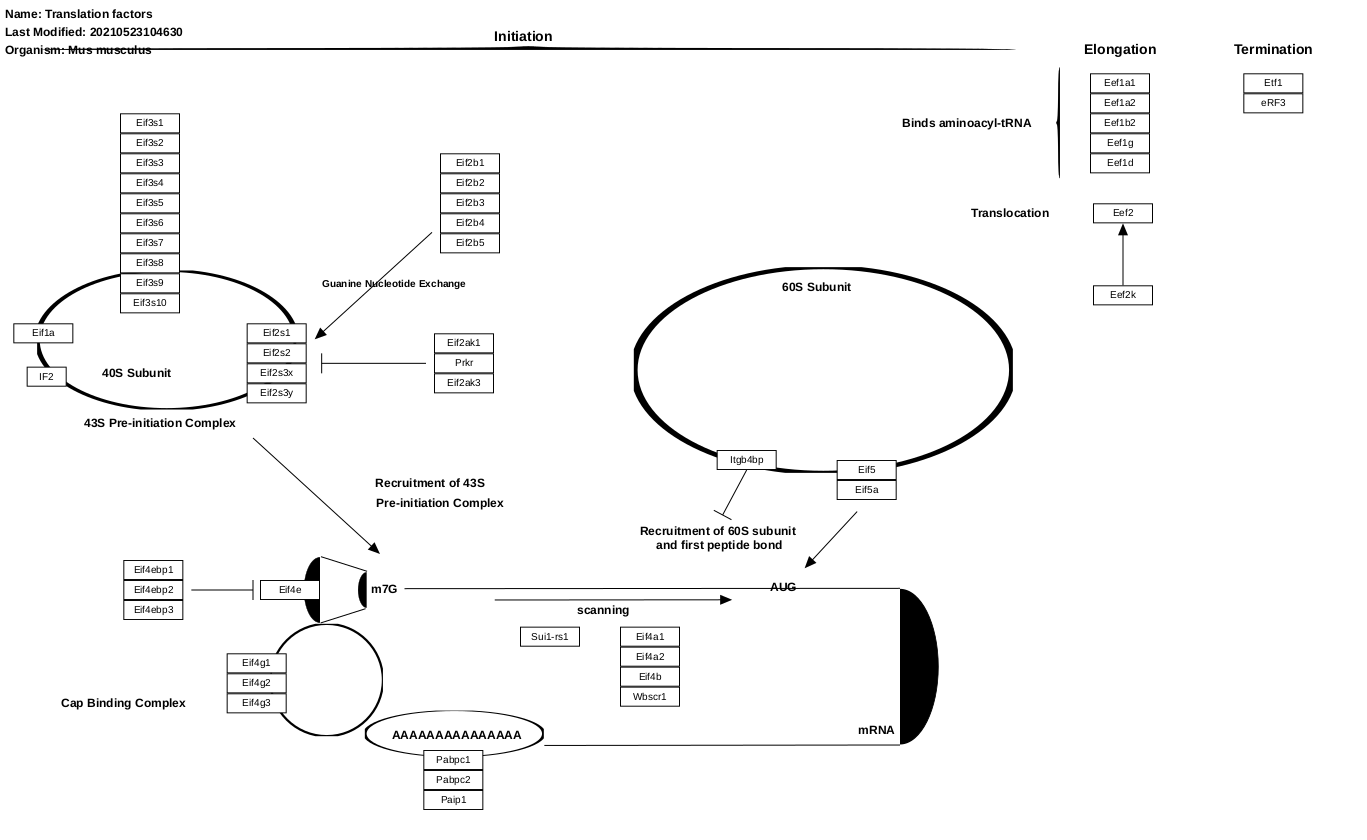 Name: Translation factors
Last Modified: 20210523104630
Organism: Mus musculus
Initiation
Elongation
Termination
Eef1a1
Eef1a2
Eef1b2
Eef1g
Eef1d
Etf1
eRF3
Binds aminoacyl-tRNA
Translocation
Eef2
Eef2k
Eif3s1
Eif3s2
Eif3s3
Eif3s4
Eif3s5
Eif3s6
Eif3s7
Eif3s8
Eif3s9
Eif3s10
Eif2b1
Eif2b2
Eif2b3
Eif2b4
Eif2b5
Guanine Nucleotide Exchange
60S Subunit
Eif1a
IF2
40S Subunit
Eif2s1
Eif2s2
Eif2s3x
Eif2s3y
Eif2ak1
Prkr
Eif2ak3
43S Pre-initiation Complex
Recruitment of 43S
Pre-initiation Complex
Itgb4bp
Eif5
Eif5a
Recruitment of 60S subunit
and first peptide bond
Eif4ebp1
Eif4ebp2
Eif4ebp3
Eif4e
m7G
AUG
scanning
Sui1-rs1
Eif4a1
Eif4a2
Eif4b
Wbscr1
Eif4g1
Eif4g2
Eif4g3
Cap Binding Complex
mRNA
AAAAAAAAAAAAAAA
Pabpc1
Pabpc2
Paip1